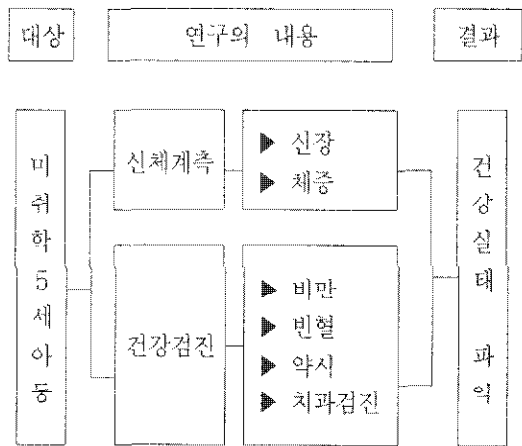 대상
연구의 내용
결과
미취학5세아동
신체계측
▶ 신장
▶ 체중
건강검진
▶ 비만
▶ 빈혈
▶ 약시
▶ 치과검진
건상실태 파악